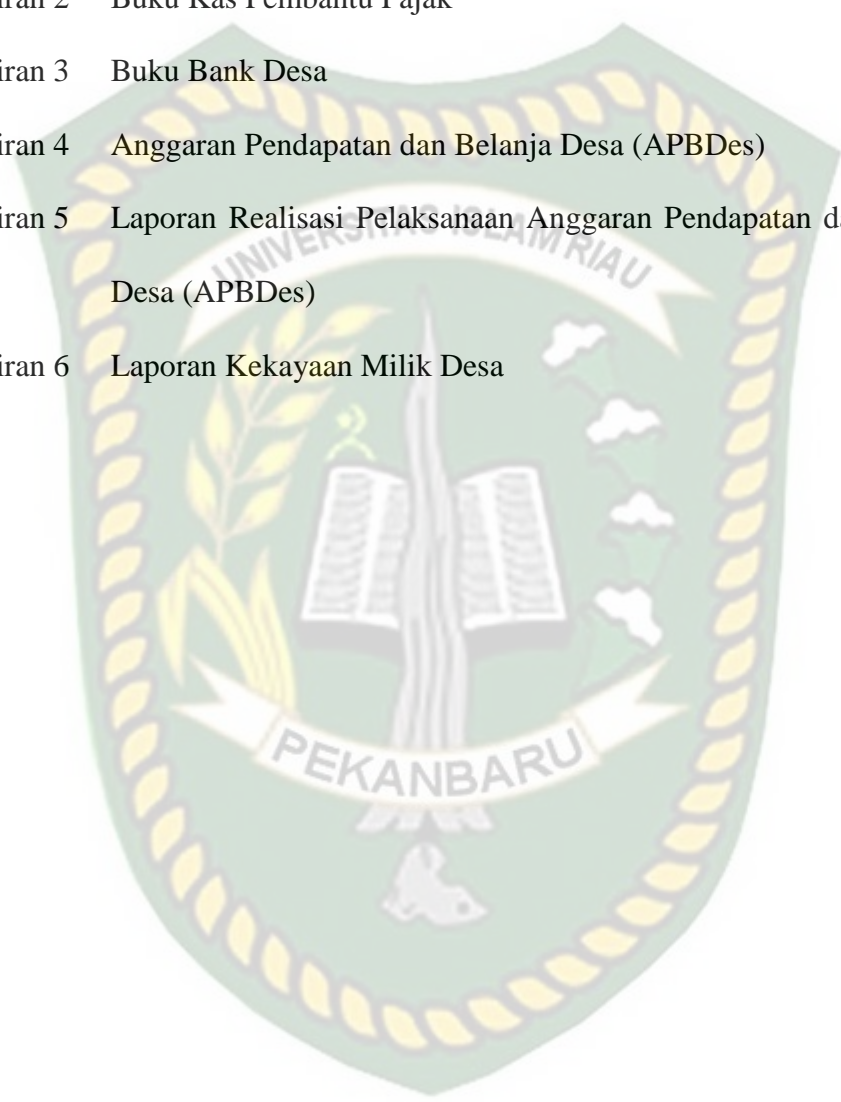 iran 2 Buku Kas Pembantu Pajak
iran 3 Buku Bank Desa
iran 4 Anggaran Pendapatan dan Belanja Desa (APBDes)
iran 5 Laporan Realisasi Pelaksanaan Anggaran Pendapatan da
Desa (APBDes)
iran 6 Laporan Kekayaan Milik Desa
UNIVERSITAS ISLAM RIAU
PEKANBARU